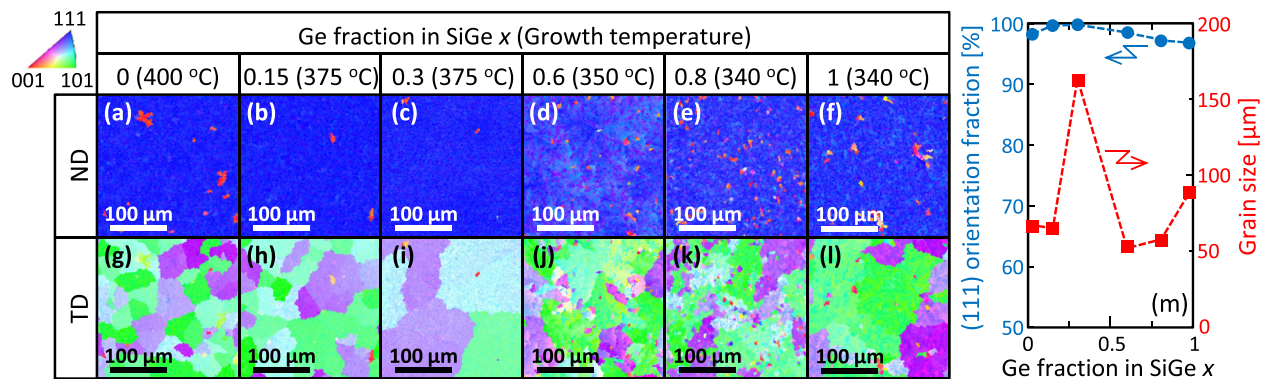 111
001 101
Ge fraction in SiGe x (Growth temperature)
0 (400 °C) 0.15 (375 °C) 0.3 (375 °C) 0.6 (350 °C) 0.8 (340 °C) 1 (340 °C)
ND
(a) (b) (c) (d) (e) (f)
100 μm 100 μm 100 μm 100 μm 100 μm 100 μm
TD
(g) (h) (i) (j) (k) (l)
100 μm 100 μm 100 μm 100 μm 100 μm 100 μm
(111) orientation fraction [%]
100
90
80
70
60
50
200
150
100
50
0
Grain size [μm]
(m)
0 0.5 1
Ge fraction in SiGe x